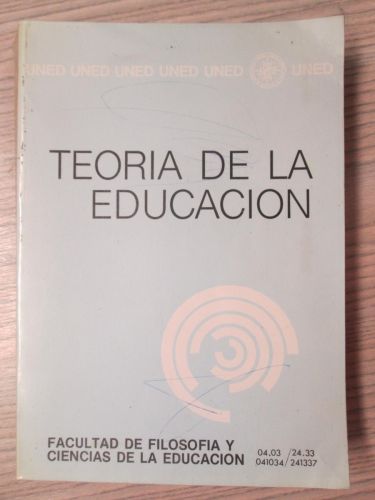 UNED UNED UNED UNED UNED UNED
TEORIA DE LA
EDUCACION
FACULTAD DE FILOSOFIA Y
CIENCIAS DE LA EDUCACION
04.03 / 24.33
041034 / 241337